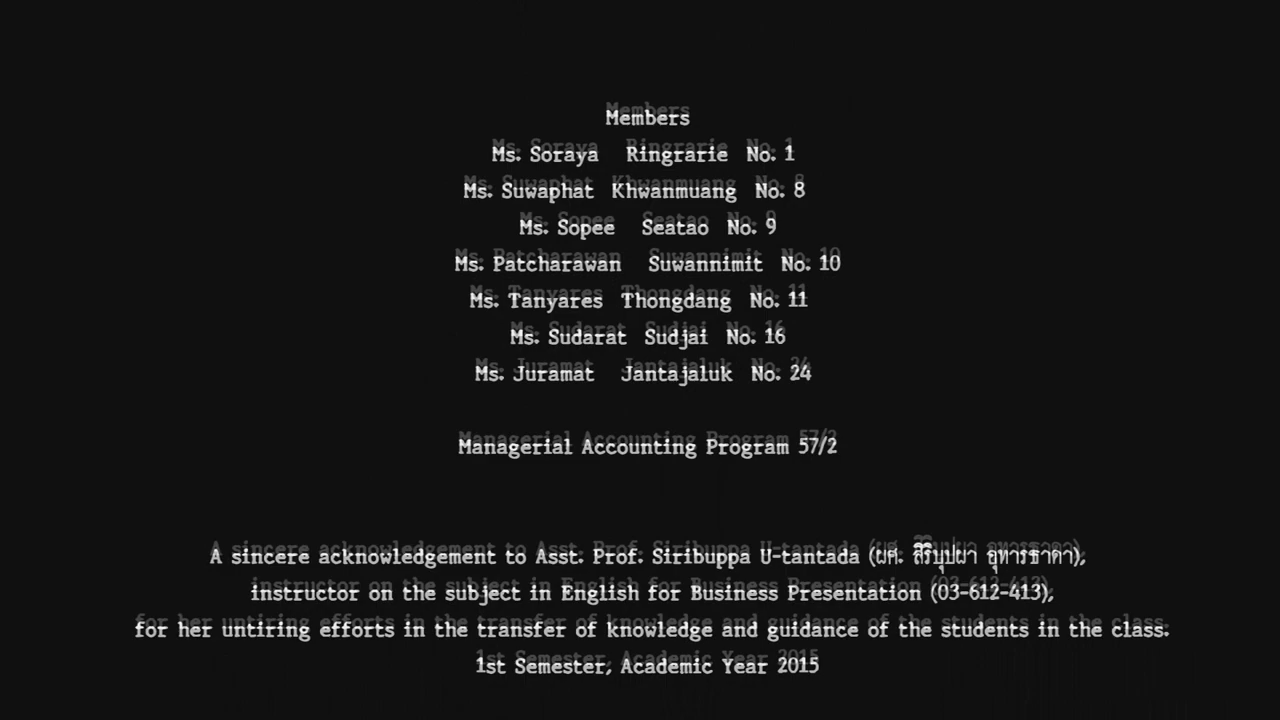 Members
Ms. Soraya Ringrarie No. 1
Ms. Suwaphat Khwanmuang No. 8
Ms. Sopee Seatao No. 9
Ms. Patcharawan Suwannimit No. 10
Ms. Tanyares Thongdang No. 11
Ms. Sudarat Sudjai No. 16
Ms. Juramat Jantajaluk No. 24
Managerial Accounting Program 57/2
A sincere acknowledgement to Asst. Prof. Siribuppa U-tantada (ผศ. สิริบุปผา อุทารธาดา),
instructor on the subject in English for Business Presentation (03-612-413),
for her untiring efforts in the transfer of knowledge and guidance of the students in the class.
1st Semester, Academic Year 2015